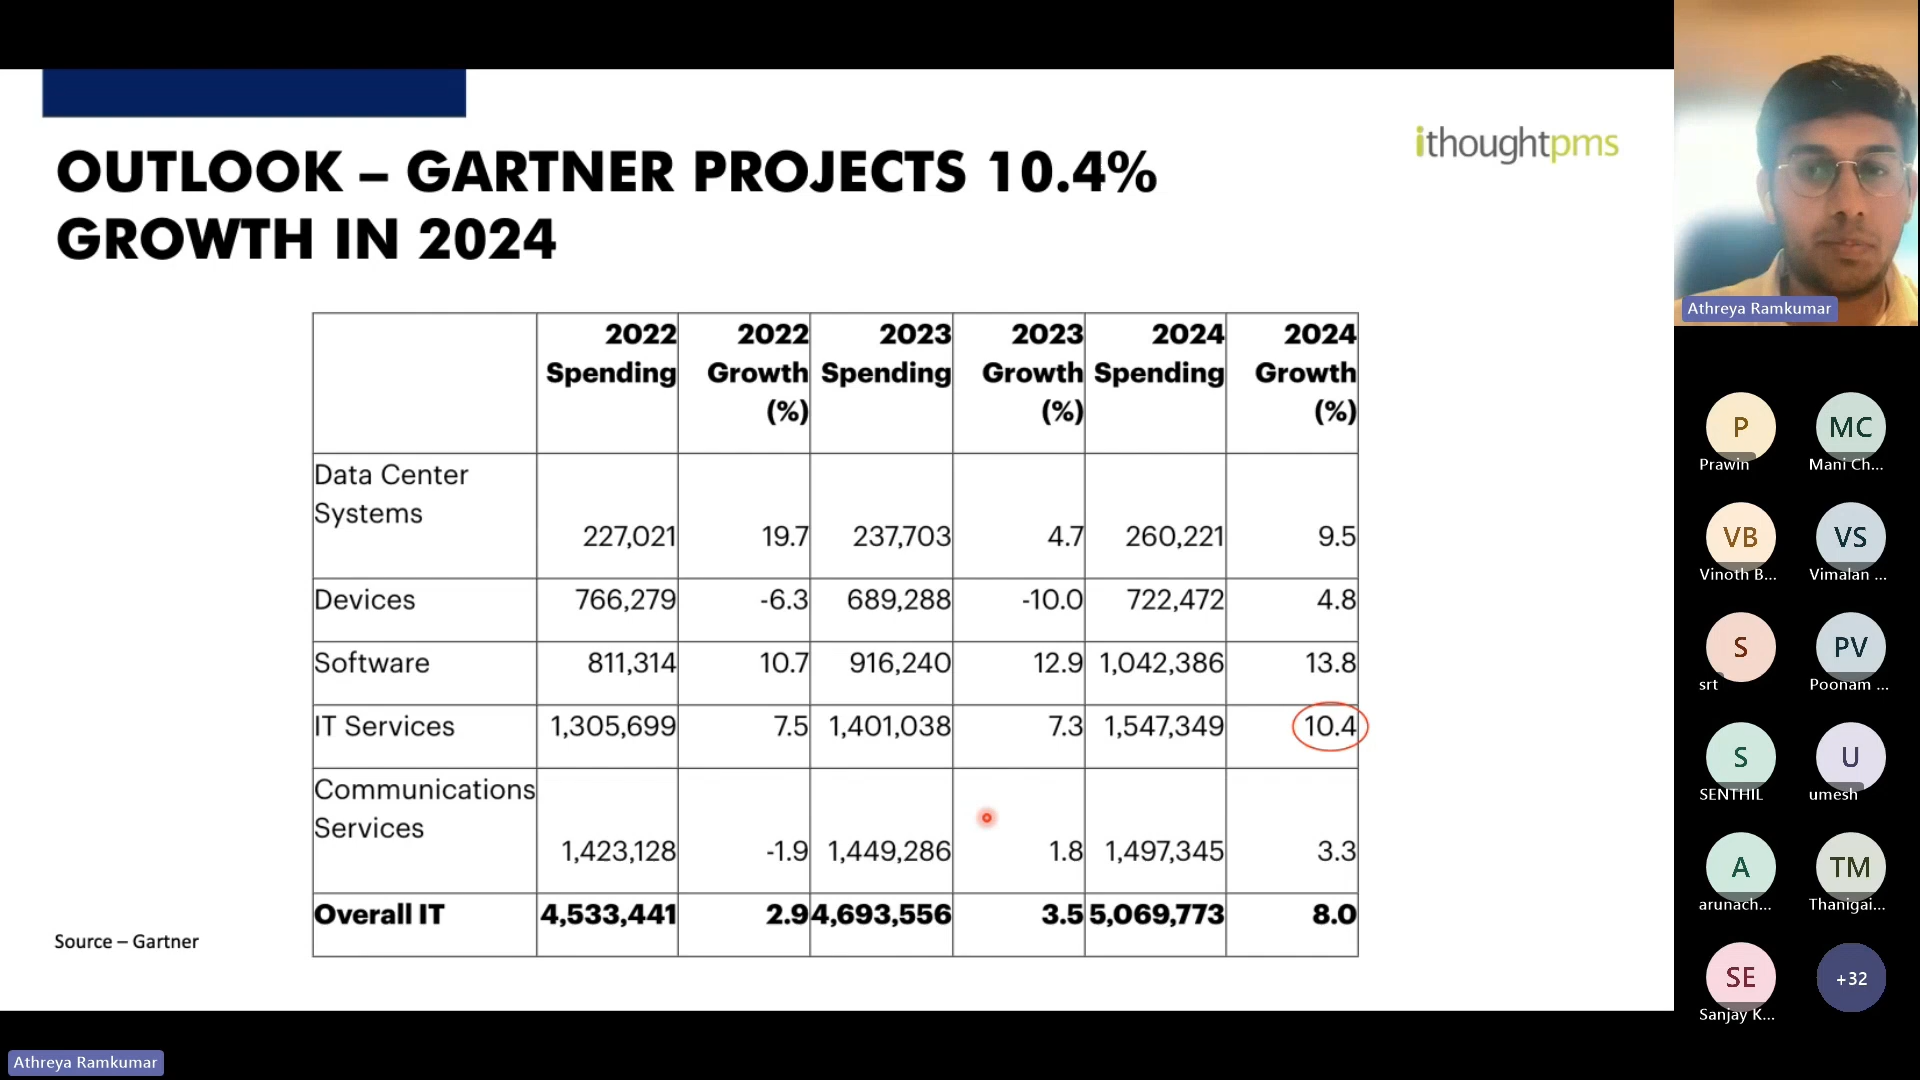 OUTLOOK – GARTNER PROJECTS 10.4%
GROWTH IN 2024
ithoughtpms
2022 Spending 2022 Growth (%) 2023 Spending 2023 Growth (%) 2024 Spending 2024 Growth (%)
Data Center Systems 227,021 19.7 237,703 4.7 260,221 9.5
Devices 766,279 -6.3 689,288 -10.0 722,472 4.8
Software 811,314 10.7 916,240 12.9 1,042,386 13.8
IT Services 1,305,699 7.5 1,401,038 7.3 1,547,349 10.4
Communications Services 1,423,128 -1.9 1,449,286 1.8 1,497,345 3.3
Overall IT 4,533,441 2.9 4,693,556 3.5 5,069,773 8.0
Source – Gartner
Athreya Ramkumar
Athreya Ramkumar
P MC
Prawin Mani Ch...
VB VS
Vinoth B... Vimalan ...
S PV
srt Poonam ...
S U
SENTHIL umesh
A TM
arunach... Thanigai...
SE +32
Sanjay K...